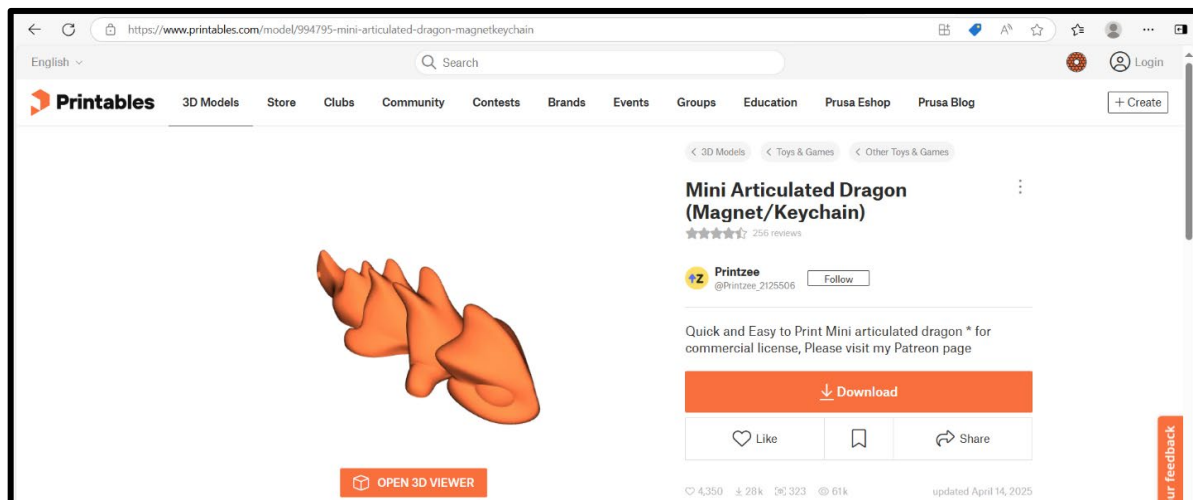 https://www.printables.com/model/994795-mini-articulated-dragon-magnetkeychain
English
Search
Login
Printables 3D Models Store Clubs Community Contests Brands Events Groups Education Prusa Eshop Prusa Blog + Create
< 3D Models < Toys & Games < Other Toys & Games
Mini Articulated Dragon
(Magnet/Keychain)
256 reviews
Printzee
@Printzee_2125506
Follow
Quick and Easy to Print Mini articulated dragon * for
commercial license, Please visit my Patreon page
Download
Like Share
OPEN 3D VIEWER
4,350 28k 323 61k updated April 14, 2025
feedback